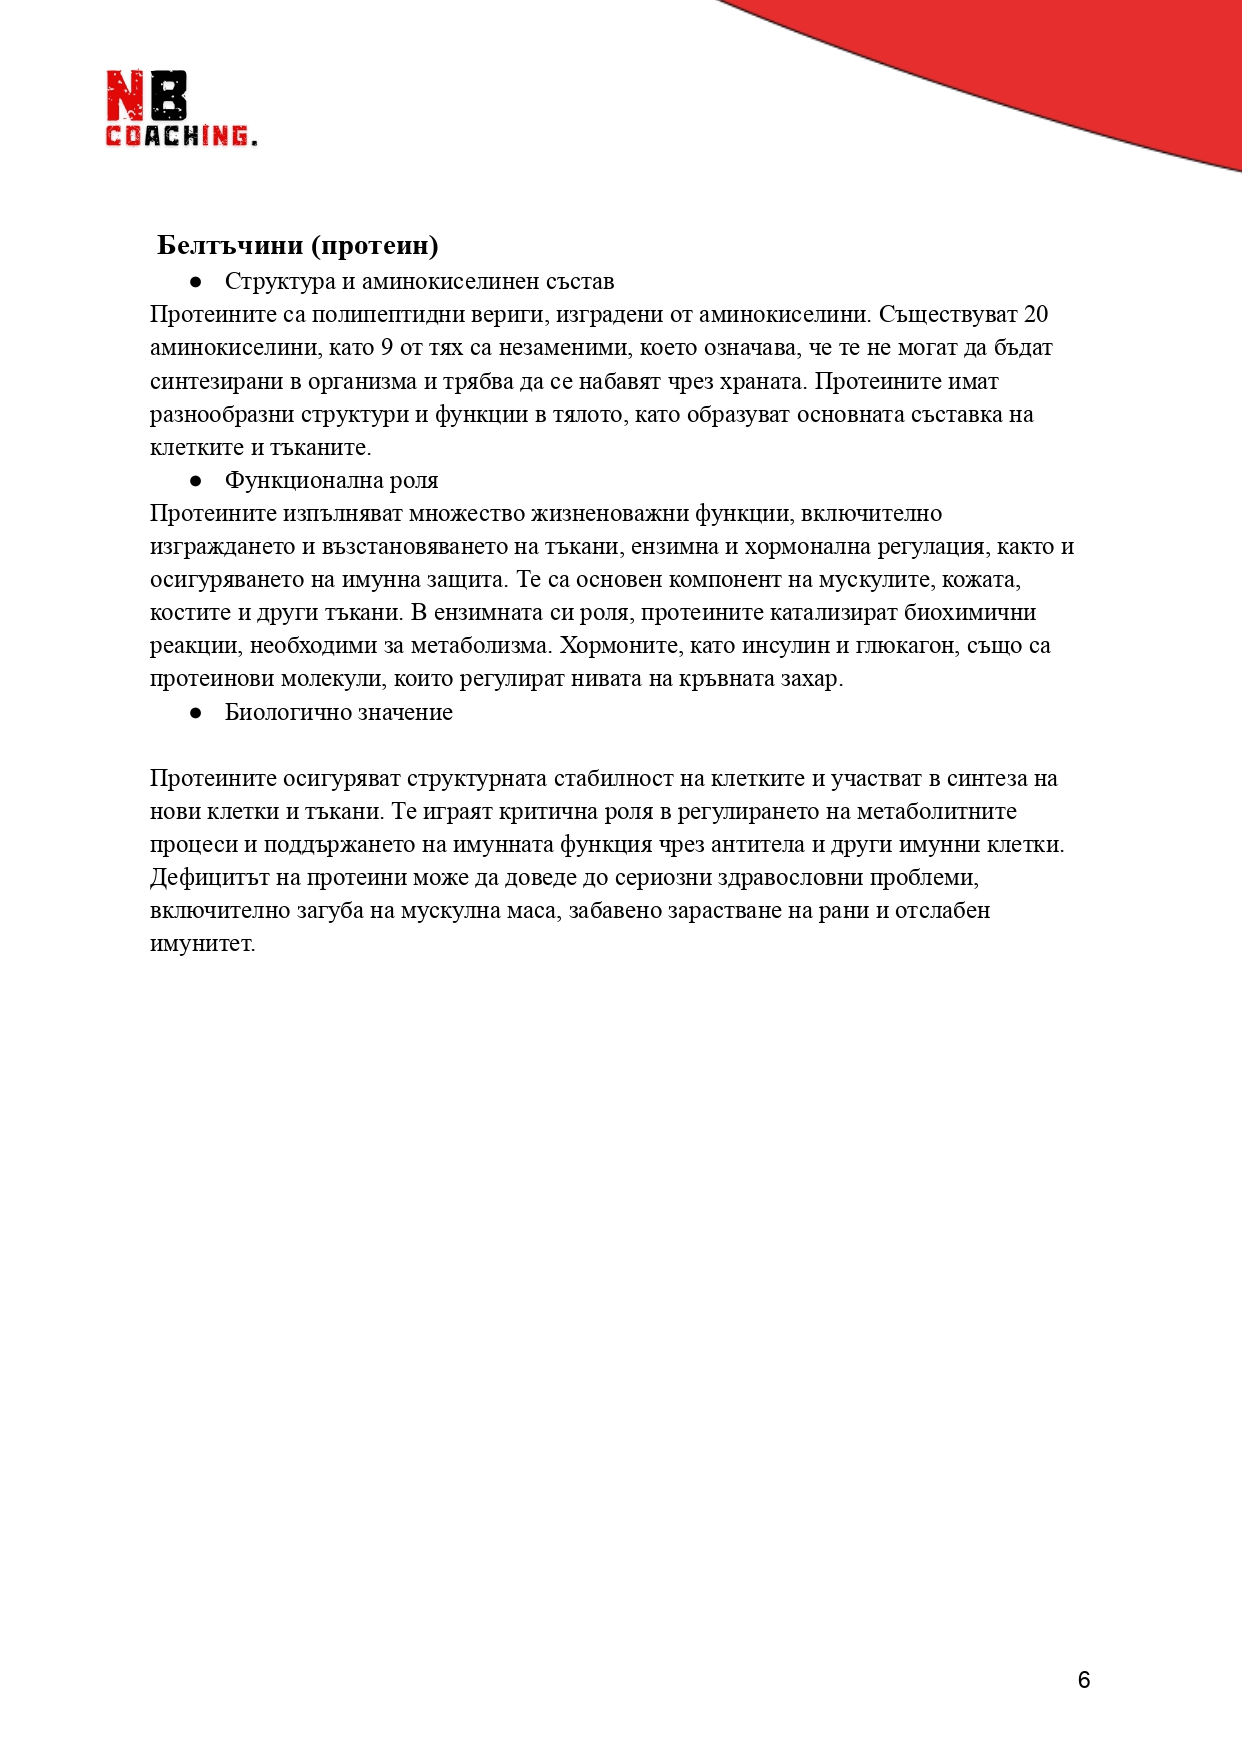 NB
COACHING.
Белтъчини (протеин)
● Структура и аминокиселинен състав
Протеините са полипептидни вериги, изградени от аминокиселини. Съществуват 20
аминокиселини, като 9 от тях са незаменими, което означава, че те не могат да бъдат
синтезирани в организма и трябва да се набавят чрез храната. Протеините имат
разнообразни структури и функции в тялото, като образуват основната съставка на
клетките и тъканите.
● Функционална роля
Протеините изпълняват множество жизненоважни функции, включително
изграждането и възстановяването на тъкани, ензимна и хормонална регулация, както и
осигуряването на имунна защита. Те са основен компонент на мускулите, кожата,
костите и други тъкани. В ензимната си роля, протеините катализират биохимични
реакции, необходими за метаболизма. Хормоните, като инсулин и глюкагон, също са
протеинови молекули, които регулират нивата на кръвната захар.
● Биологично значение
Протеините осигуряват структурната стабилност на клетките и участват в синтеза на
нови клетки и тъкани. Те играят критична роля в регулирането на метаболитните
процеси и поддържането на имунната функция чрез антитела и други имунни клетки.
Дефицитът на протеини може да доведе до сериозни здравословни проблеми,
включително загуба на мускулна маса, забавено зарастване на рани и отслабен
имунитет.
6